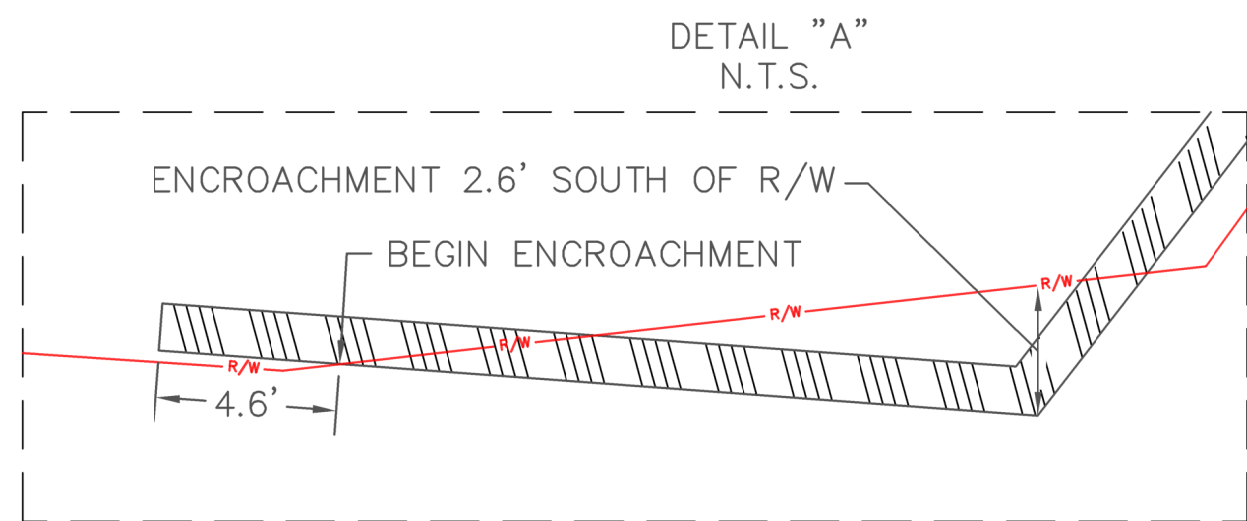 DETAIL "A"
N.T.S.
ENCROACHMENT 2.6' SOUTH OF R/W
BEGIN ENCROACHMENT
R/W
R/W
R/W
R/W
4.6'